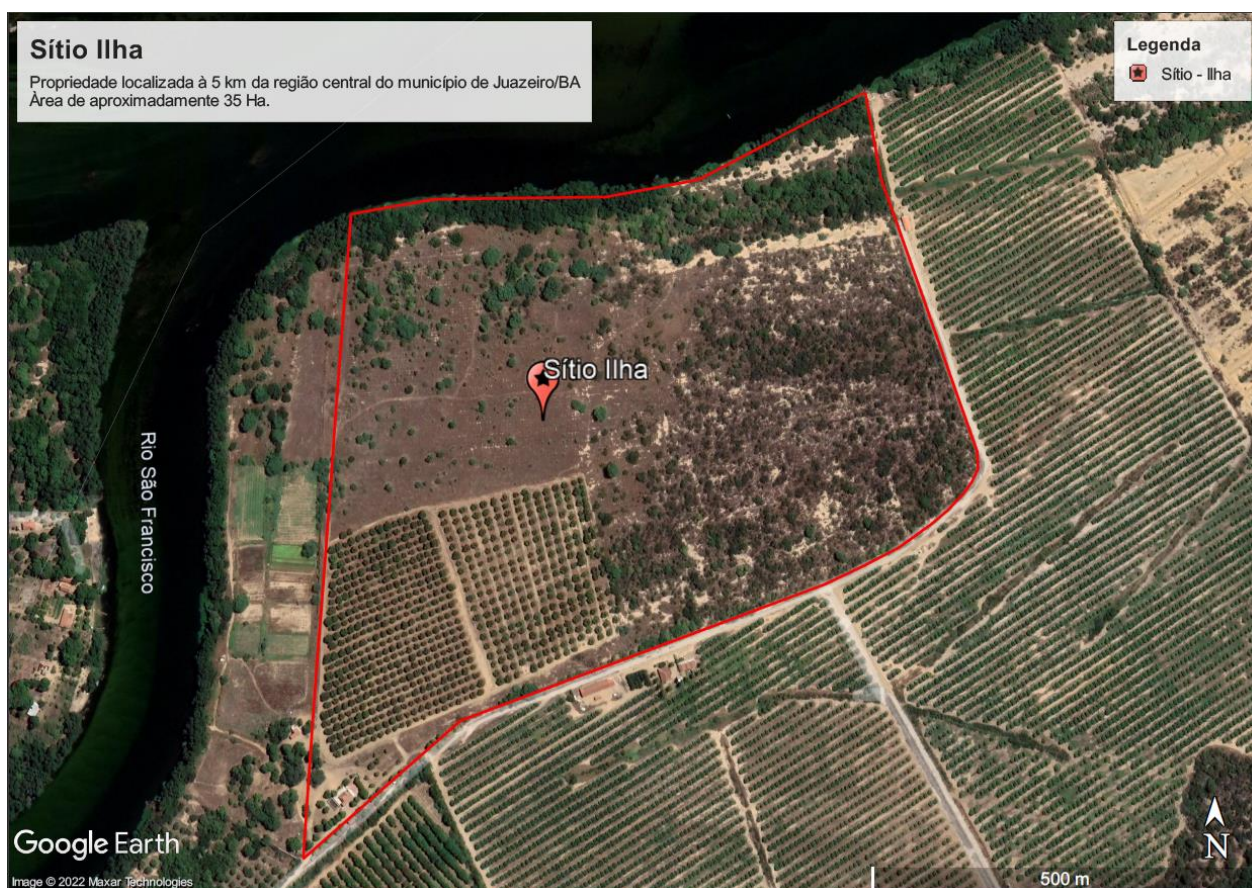 Sítio Ilha
Propriedade localizada à 5 km da região central do município de Juazeiro/BA
Àrea de aproximadamente 35 Ha.
Legenda
Sítio - Ilha
Sítio Ilha
Rio São Francisco
Google Earth
N
Image © 2022 Maxar Technologies
500 m